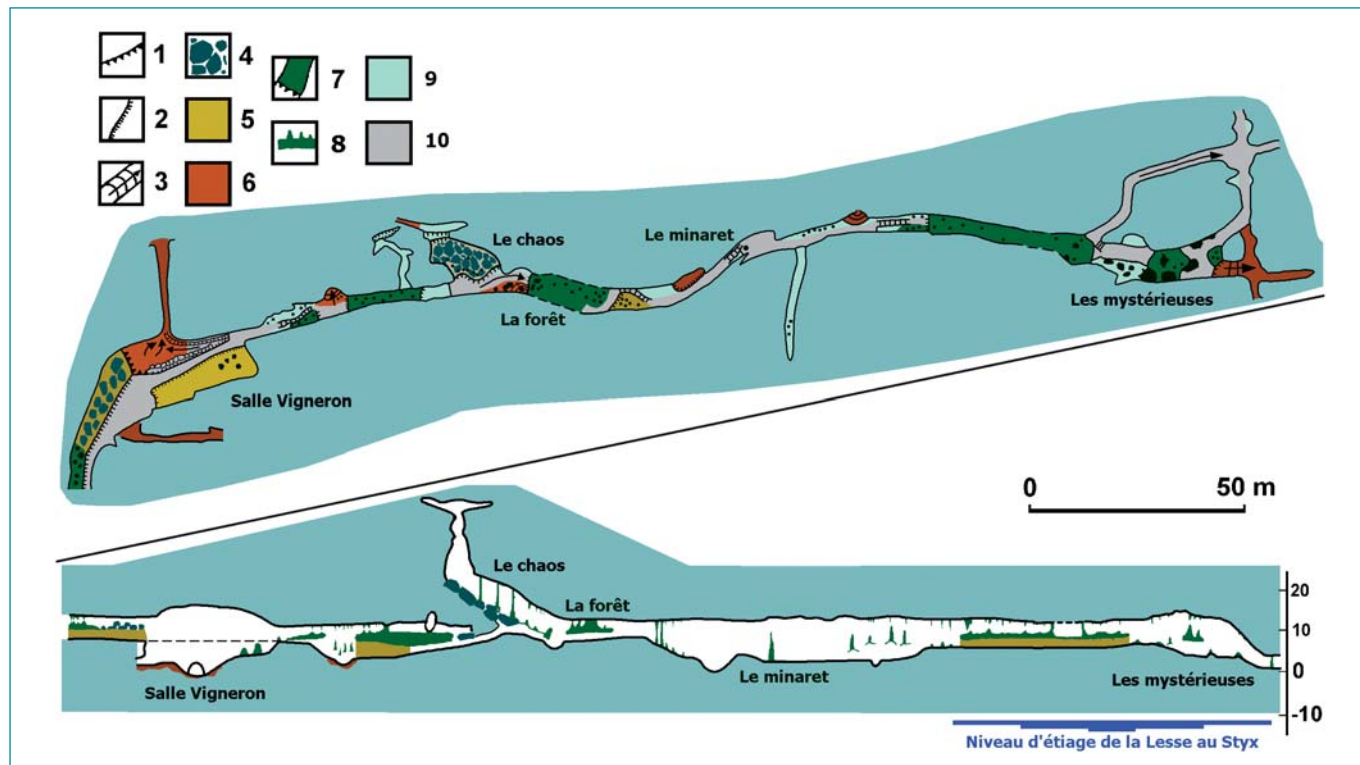 1
4
7
9
2
5
8
10
3
6
Le chaos
Le minaret
La forêt
Les mystérieuses
Salle Vigneron
0 50 m
Le chaos
La forêt
20
10
0
-10
Salle Vigneron
Le minaret
Les mystérieuses
Niveau d'étiage de la Lesse au Styx